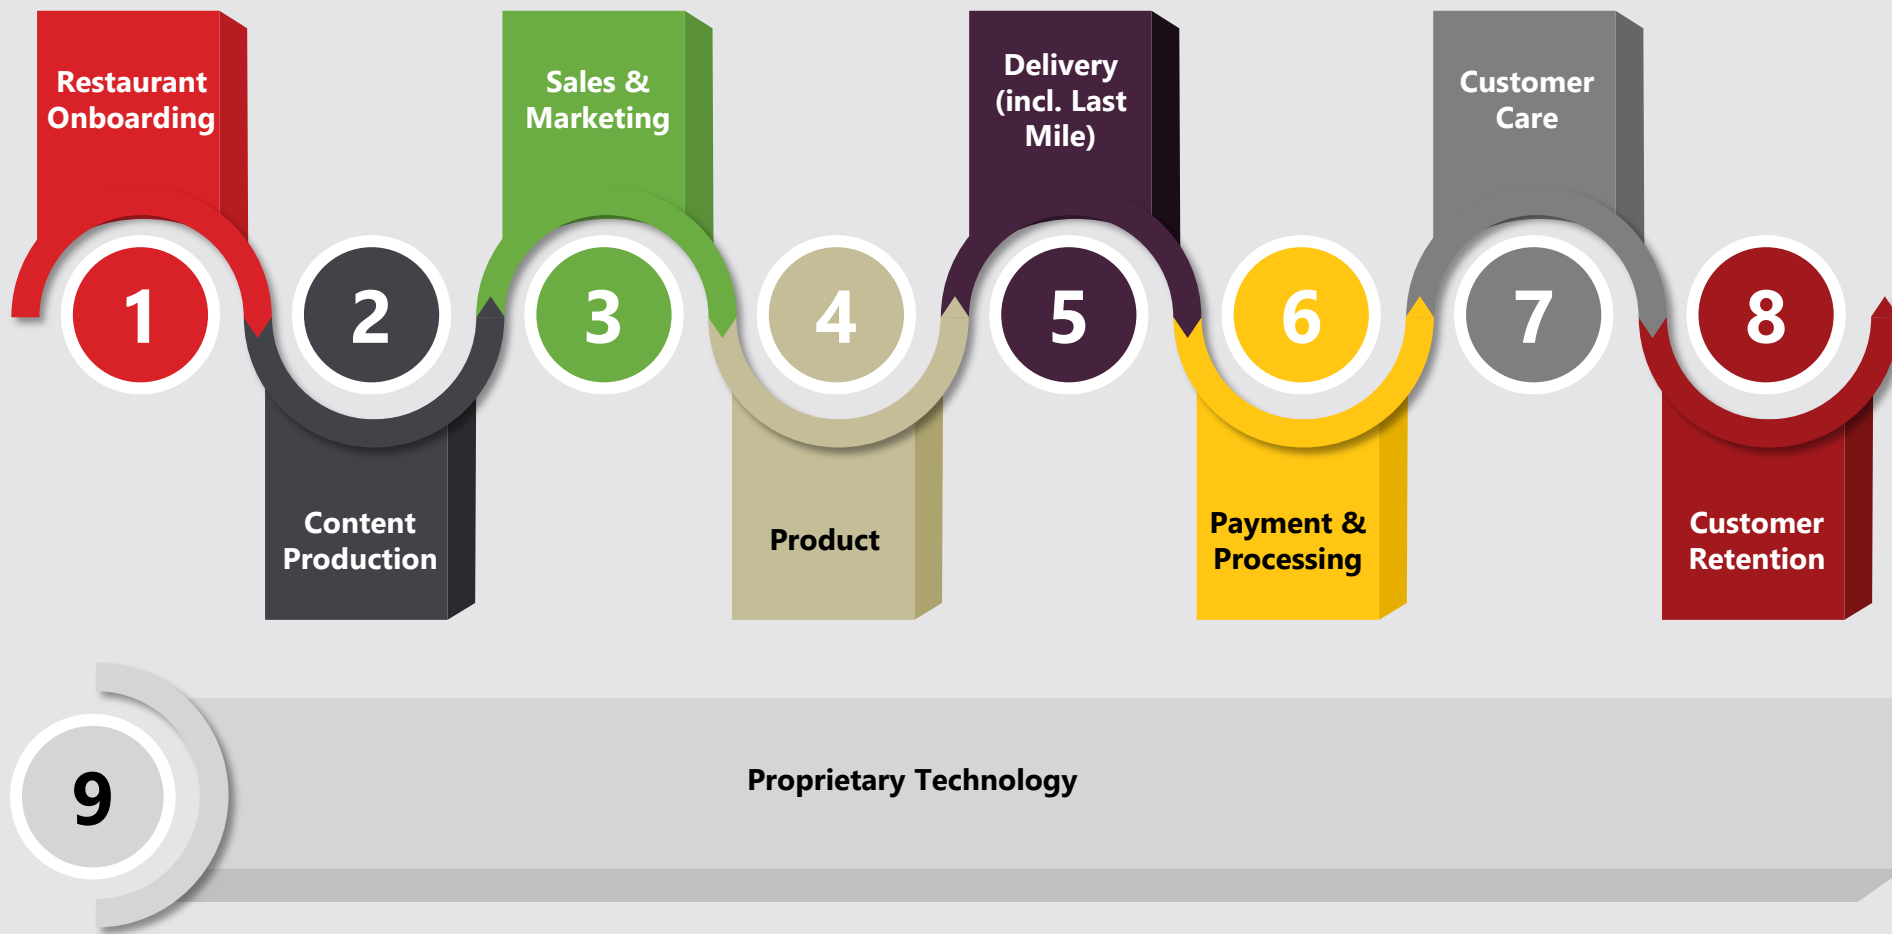 Restaurant
Onboarding
Sales &
Marketing
Delivery
(incl. Last
Mile)
Customer
Care
1
2
3
4
5
6
7
8
Content
Production
Product
Payment &
Processing
Customer
Retention
9
Proprietary Technology